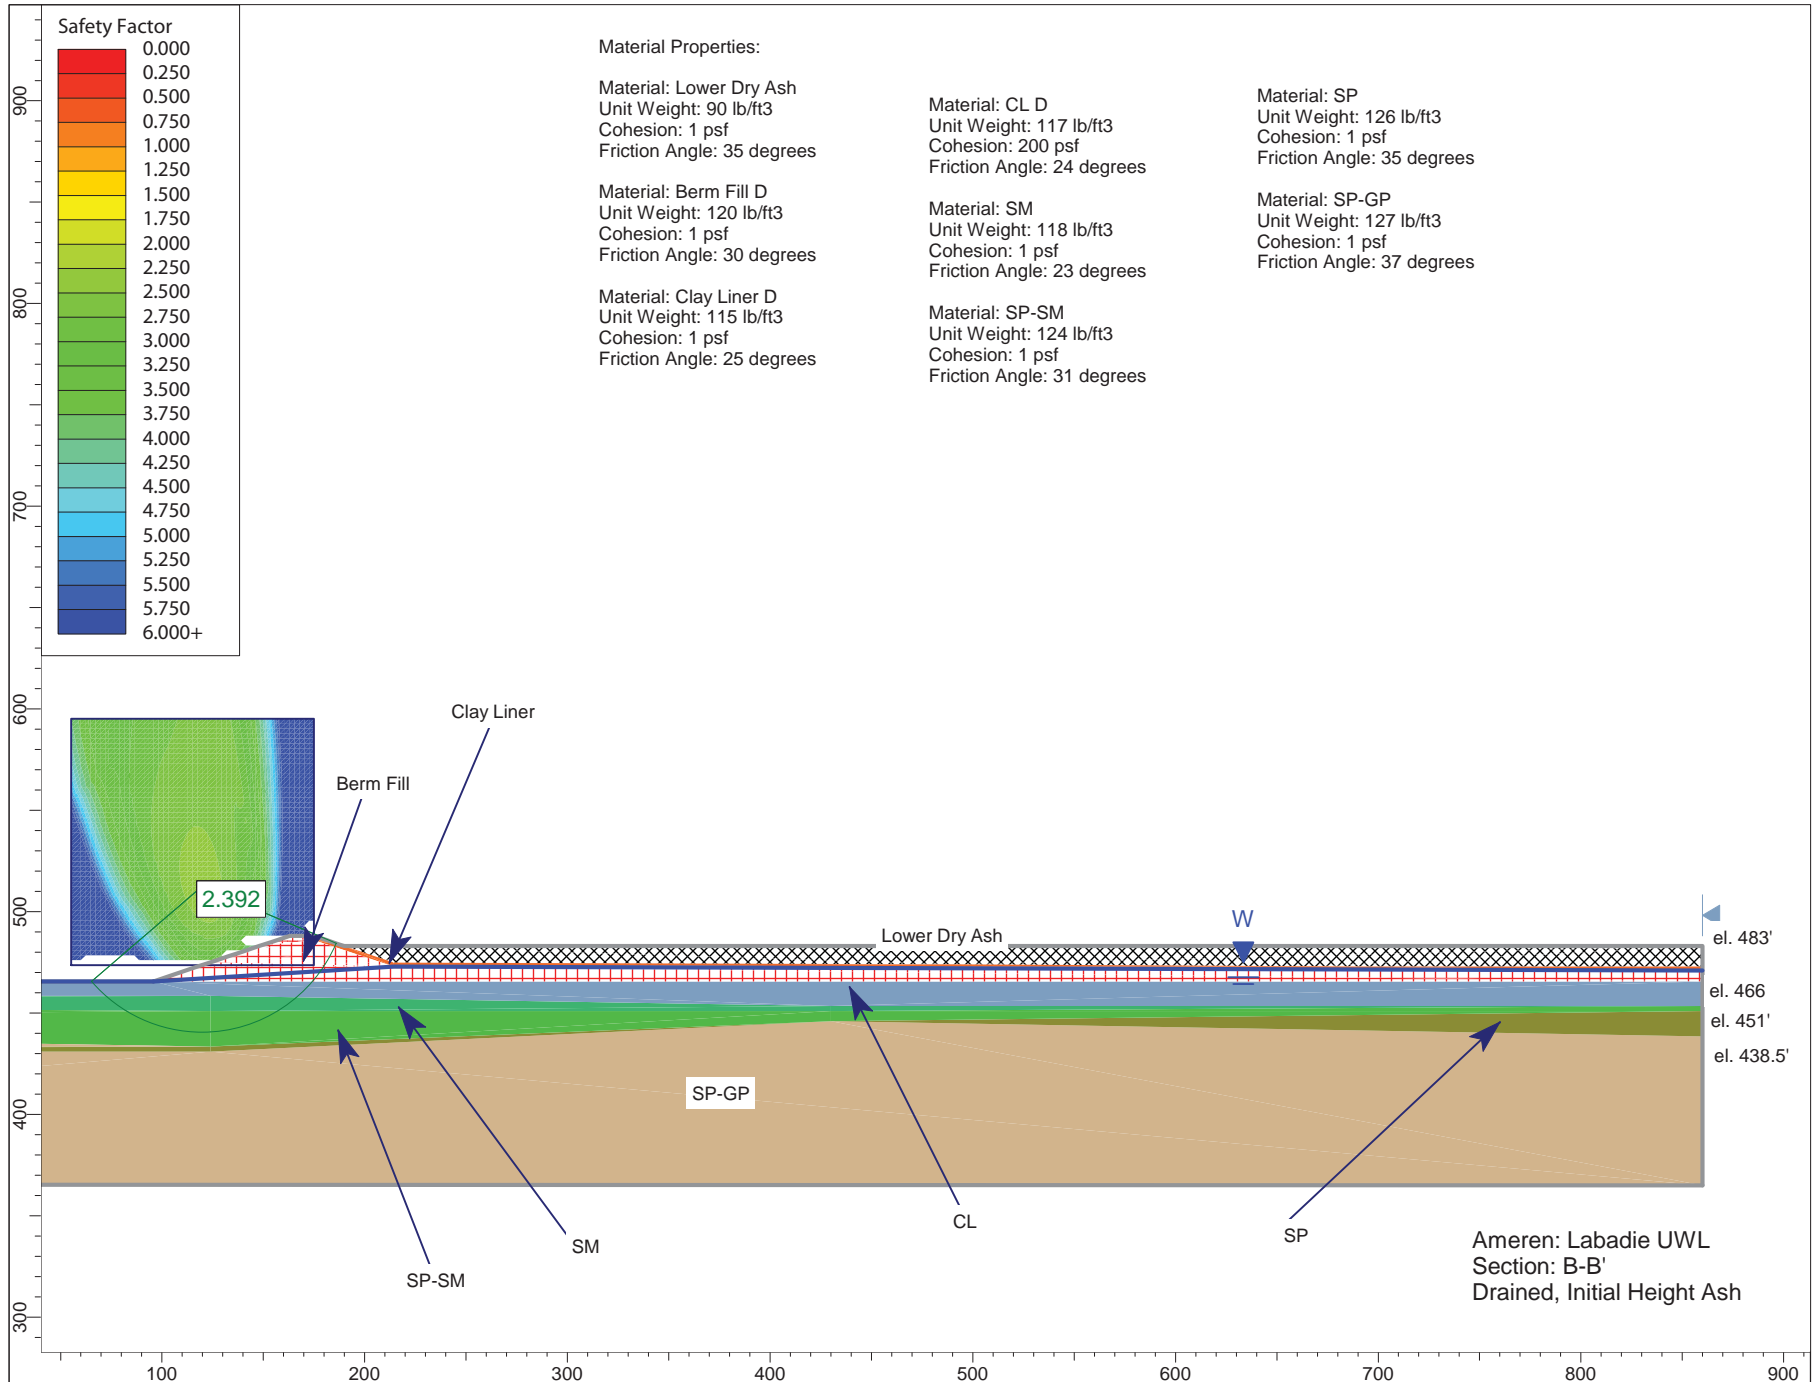 Safety Factor
0.000
0.250
0.500
0.750
1.000
1.250
1.500
1.750
2.000
2.250
2.500
2.750
3.000
3.250
3.500
3.750
4.000
4.250
4.500
4.750
5.000
5.250
5.500
5.750
6.000+
Material Properties:
Material: Lower Dry Ash
Unit Weight: 90 lb/ft3
Cohesion: 1 psf
Friction Angle: 35 degrees
Material: Berm Fill D
Unit Weight: 120 lb/ft3
Cohesion: 1 psf
Friction Angle: 30 degrees
Material: Clay Liner D
Unit Weight: 115 lb/ft3
Cohesion: 1 psf
Friction Angle: 25 degrees
Material: CL D
Unit Weight: 117 lb/ft3
Cohesion: 200 psf
Friction Angle: 24 degrees
Material: SM
Unit Weight: 118 lb/ft3
Cohesion: 1 psf
Friction Angle: 23 degrees
Material: SP-SM
Unit Weight: 124 lb/ft3
Cohesion: 1 psf
Friction Angle: 31 degrees
Material: SP
Unit Weight: 126 lb/ft3
Cohesion: 1 psf
Friction Angle: 35 degrees
Material: SP-GP
Unit Weight: 127 lb/ft3
Cohesion: 1 psf
Friction Angle: 37 degrees
900
800
700
600
500
400
300
Clay Liner
Berm Fill
2.392
W
Lower Dry Ash
el. 483'
el. 466
el. 451'
el. 438.5'
SP-GP
CL
SP
SM
SP-SM
Ameren: Labadie UWL
Section: B-B'
Drained, Initial Height Ash
100
200
300
400
500
600
700
800
900